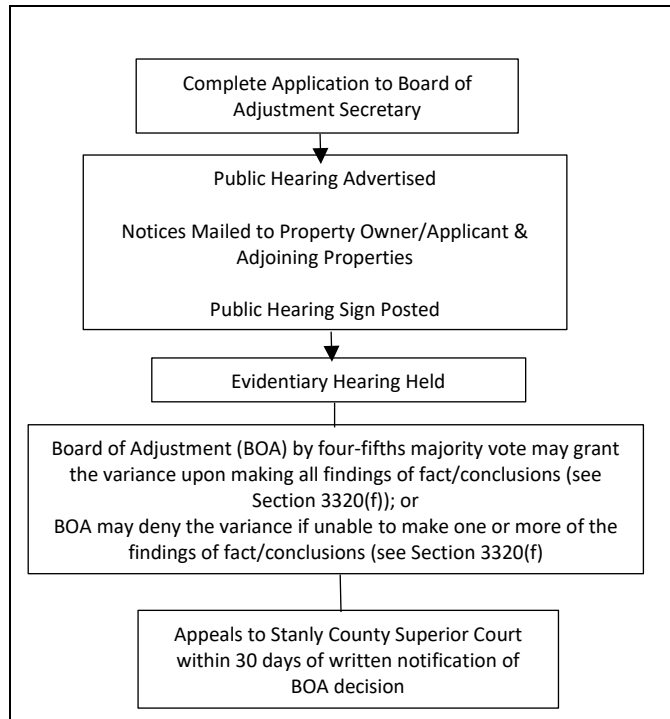 Complete Application to Board of
Adjustment Secretary
Public Hearing Advertised
Notices Mailed to Property Owner/Applicant &
Adjoining Properties
Public Hearing Sign Posted
Evidentiary Hearing Held
Board of Adjustment (BOA) by four-fifths majority vote may grant
the variance upon making all findings of fact/conclusions (see
Section 3320(f)); or
BOA may deny the variance if unable to make one or more of the
findings of fact/conclusions (see Section 3320(f)
Appeals to Stanly County Superior Court
within 30 days of written notification of
BOA decision